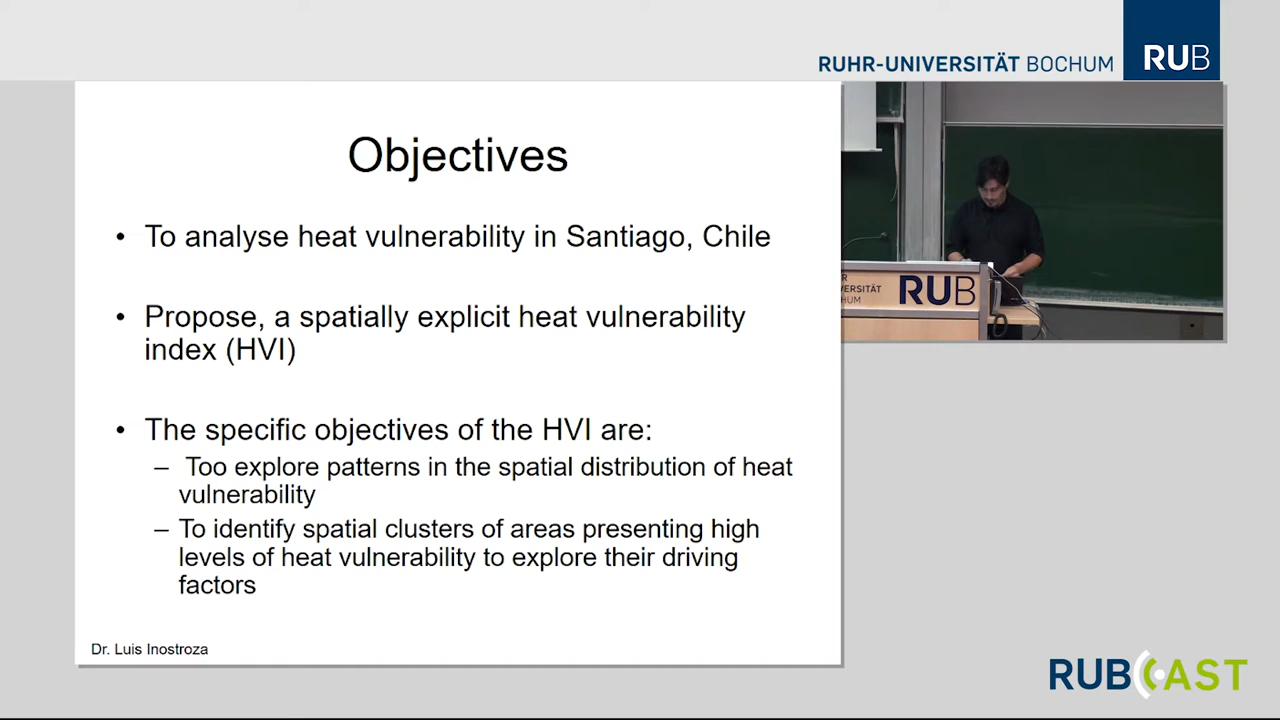 RUHR-UNIVERSITÄT BOCHUM
RUB
Objectives
• To analyse heat vulnerability in Santiago, Chile
• Propose, a spatially explicit heat vulnerability
index (HVI)
• The specific objectives of the HVI are:
– Too explore patterns in the spatial distribution of heat
vulnerability
– To identify spatial clusters of areas presenting high
levels of heat vulnerability to explore their driving
factors
Dr. Luis Inostroza
RUB
RUBCAST